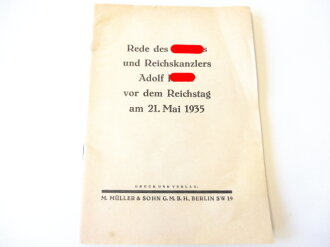 Rede des s
und Reichskanzlers
Adolf
vor dem Reichstag
am 21. Mai 1935
DRUCK UND VERLAG:
M. MÜLLER & SOHN G. M. B. H., BERLIN SW 19